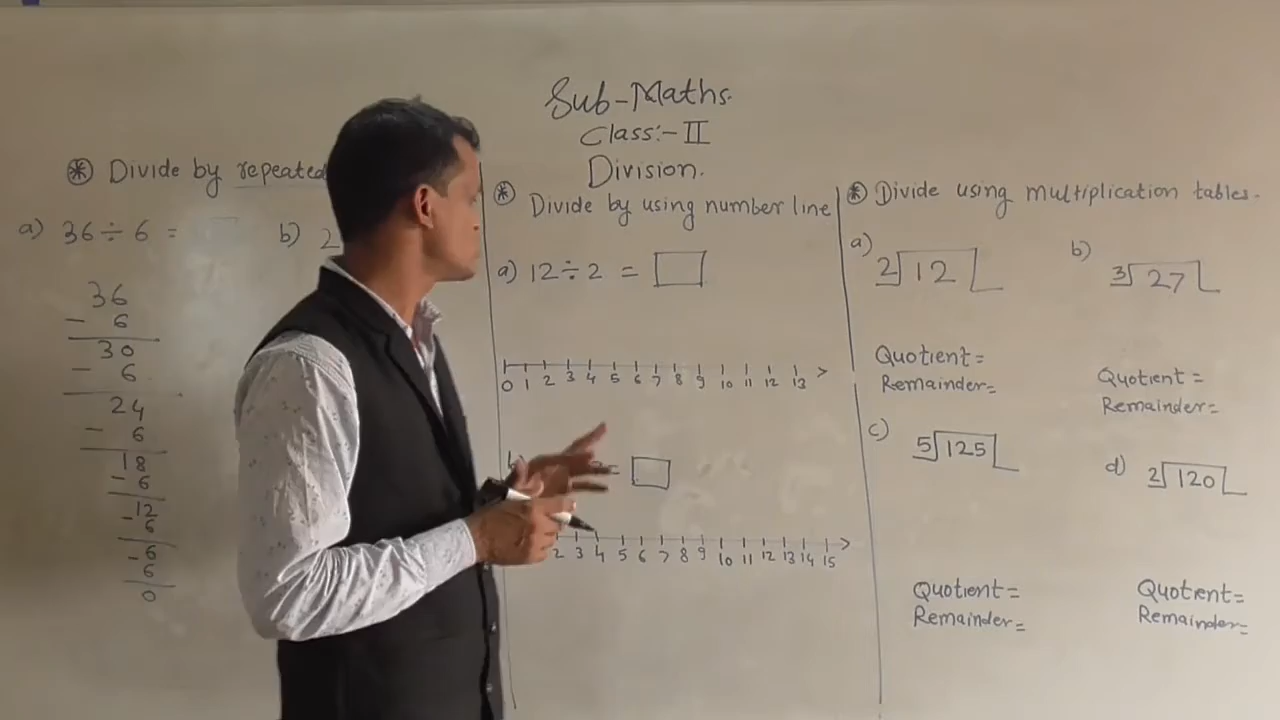 Sub-Maths.
Class:-II
Division.
* Divide by repeated
a) 36 ÷ 6 =
b) 2
36
- 6
30
- 6
24
- 6
18
- 6
-12
6
-6
6
0
* Divide by using number line
a) 12 ÷ 2 =
0 1 2 3 4 5 6 7 8 9 10 11 12 13
=
2 3 4 5 6 7 8 9 10 11 12 13 14 15
* Divide using multiplication tables.
a) 2)12
Quotient=
Remainder=
b) 3)27
Quotient=
Remainder=
c) 5)125
Quotient=
Remainder=
d) 2)120
Quotient=
Remainder=